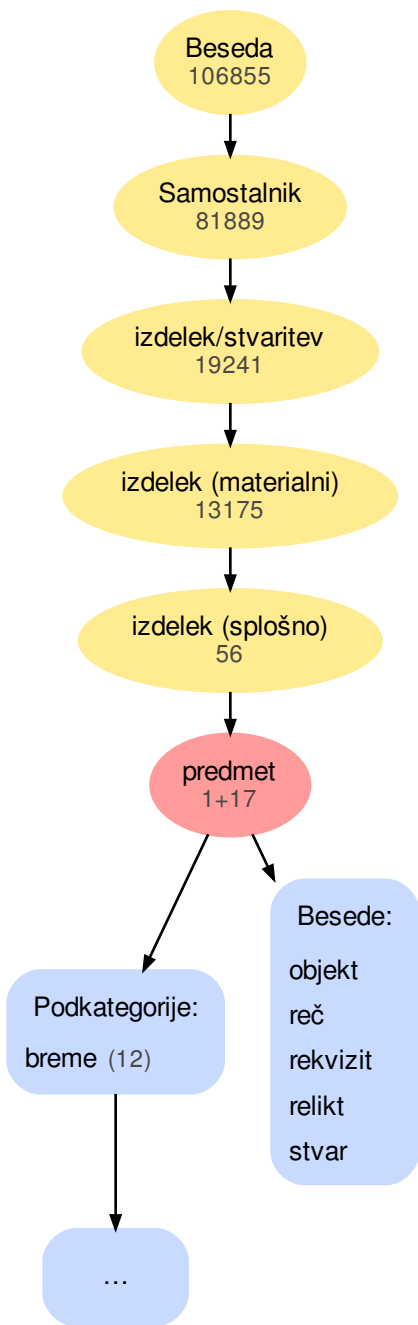 Beseda
106855
Samostalnik
81889
izdelek/stvaritev
19241
izdelek (materialni)
13175
izdelek (splošno)
56
predmet
1+17
Besede:
objekt
reč
rekvizit
relikt
stvar
Podkategorije:
breme (12)
...